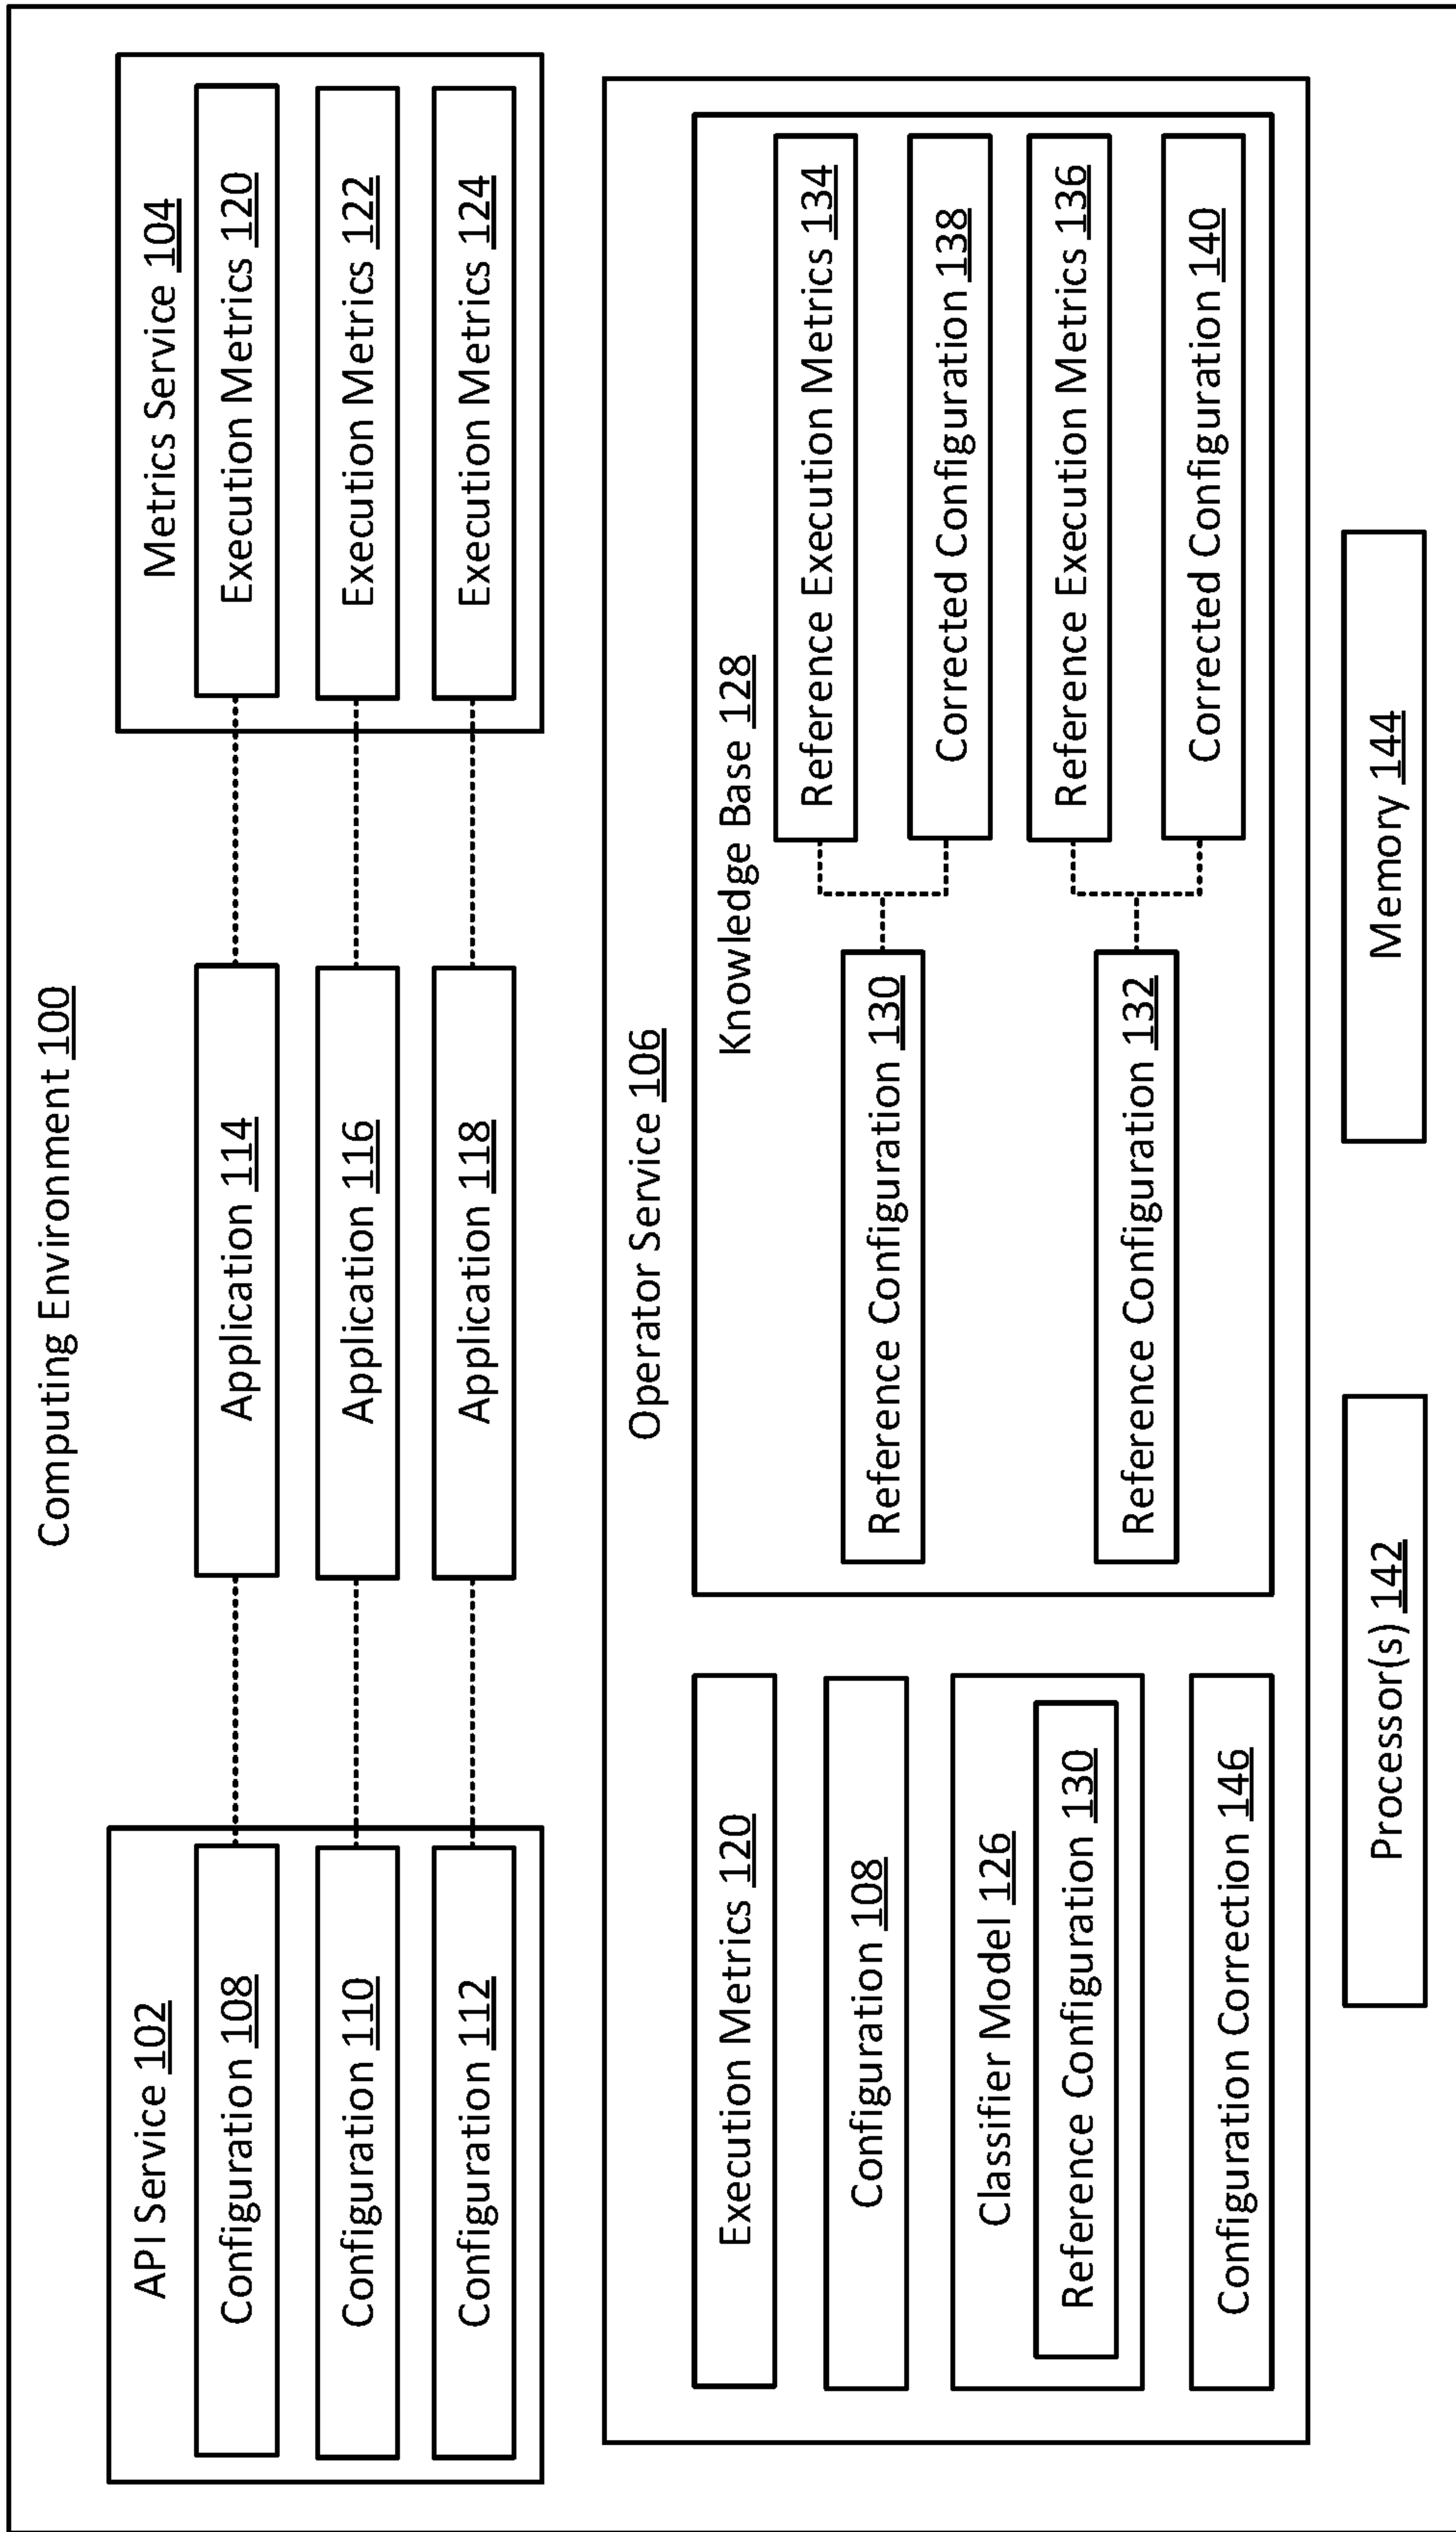 Computing Environment 100
API Service 102
Configuration 108
Configuration 110
Configuration 112
Application 114
Application 116
Application 118
Metrics Service 104
Execution Metrics 120
Execution Metrics 122
Execution Metrics 124
Operator Service 106
Execution Metrics 120
Configuration 108
Classifier Model 126
Reference Configuration 130
Configuration Correction 146
Knowledge Base 128
Reference Configuration 130
Reference Configuration 132
Reference Execution Metrics 134
Corrected Configuration 138
Reference Execution Metrics 136
Corrected Configuration 140
Processor(s) 142
Memory 144